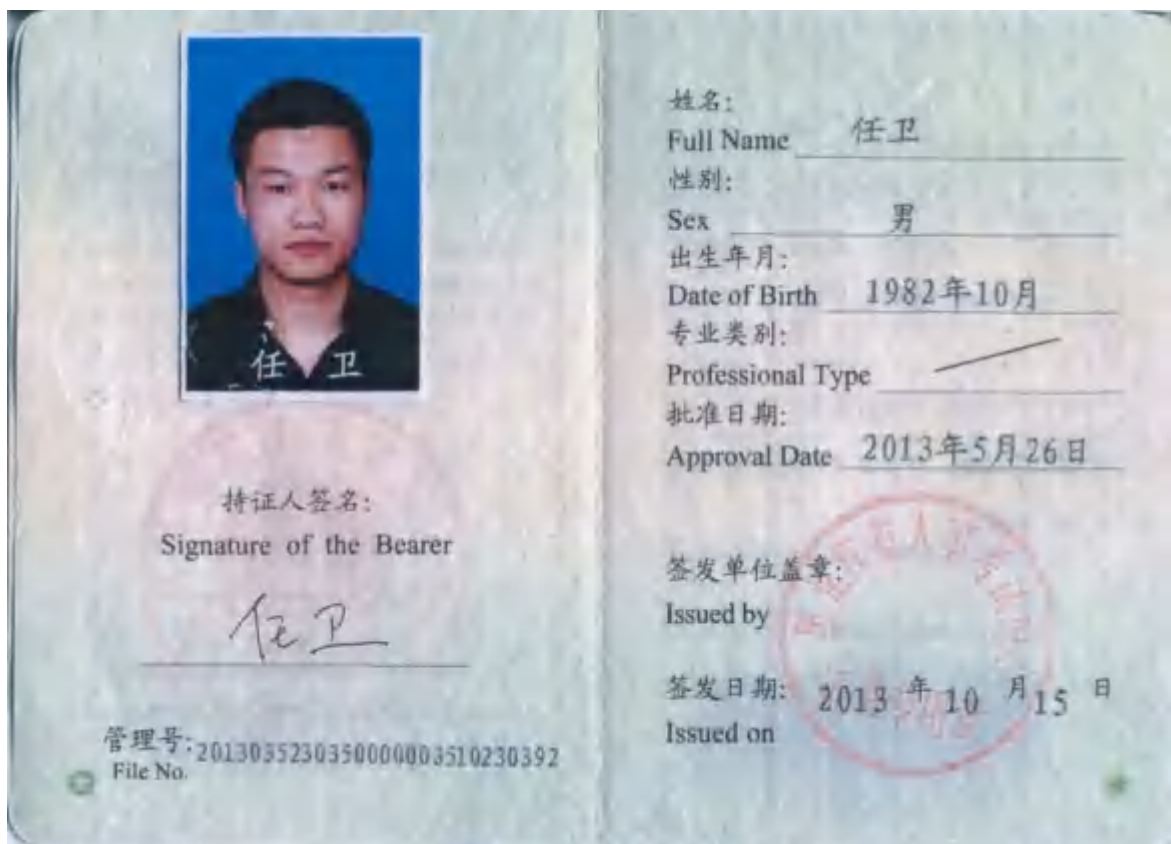 任 卫
持证人签名:
Signature of the Bearer
任卫
管理号:
File No.
姓名:
Full Name 任卫
性别:
Sex 男
出生年月:
Date of Birth 1982年10月
专业类别:
Professional Type
批准日期:
Approval Date 2013年5月26日
签发单位盖章:
Issued by
签发日期: 2013 年 10 月 15 日
Issued on